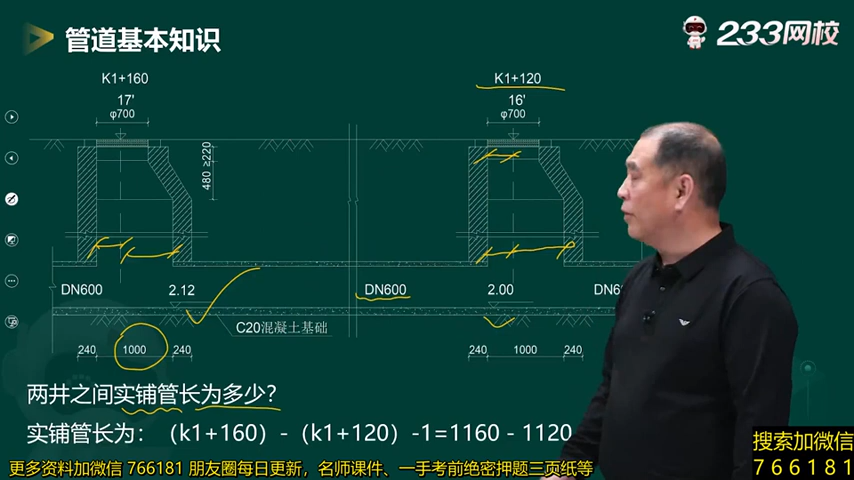 管道基本知识
233网校
K1+160
17'
φ700
K1+120
16'
φ700
480 ≥220
DN600
2.12
DN600
2.00
C20混凝土基础
240
1000
240
240
1000
240
两井之间实铺管长为多少?
实铺管长为：（k1+160）-（k1+120）-1=1160 - 1120
更多资料加微信 766181 朋友圈每日更新，名师课件、一手考前绝密押题三页纸等
搜索加微信
766181